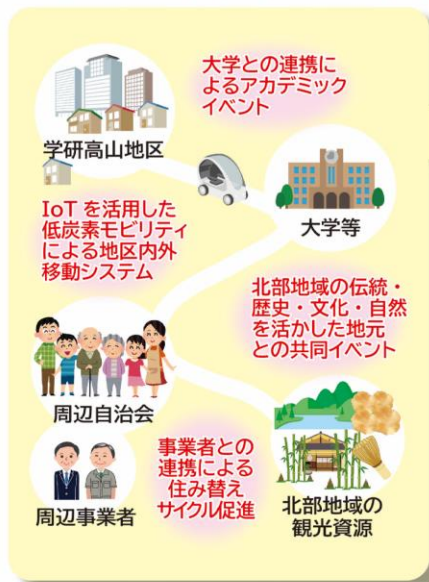 大学との連携に
よるアカデミック
イベント
学研高山地区
大学等
IoTを活用した
低炭素モビリティ
による地区内外
移動システム
北部地域の伝統・
歴史・文化・自然
を活かした地元
との共同イベント
周辺自治会
事業者との
連携による
住み替え
サイクル促進
周辺事業者
北部地域の
観光資源